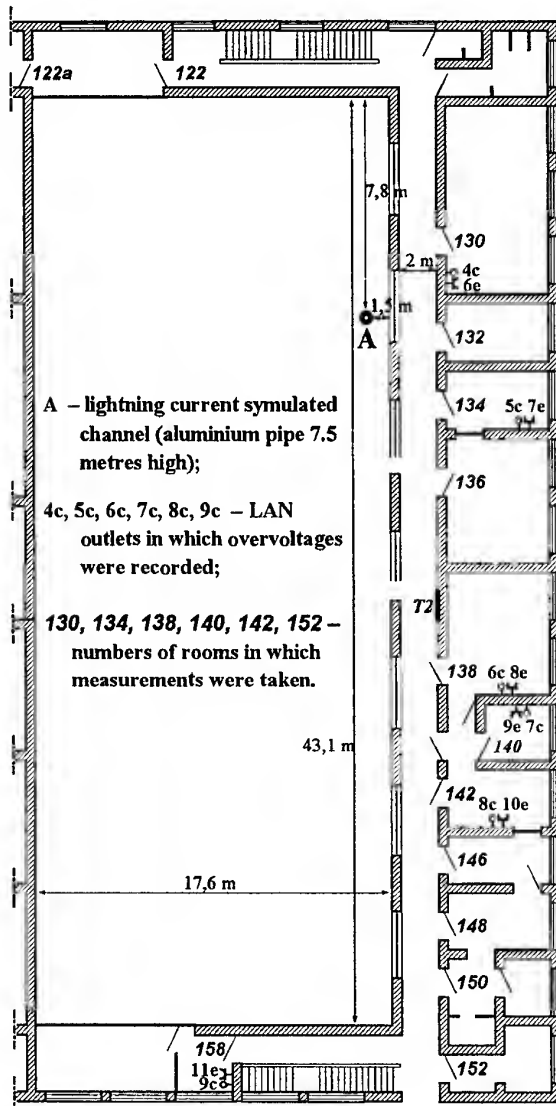 122a
122
7,8 m
130
2 m
4c
6e
1,5 m
A
132
A – lightning current symulated
channel (aluminium pipe 7.5
metres high);
134
5c 7e
4c, 5c, 6c, 7c, 8c, 9c – LAN
outlets in which overvoltages
were recorded;
136
130, 134, 138, 140, 142, 152 –
numbers of rooms in which
measurements were taken.
T2
138
6c 8e
9e 7c
43,1 m
140
142
8c 10e
146
17,6 m
148
150
158
11e
9c
152